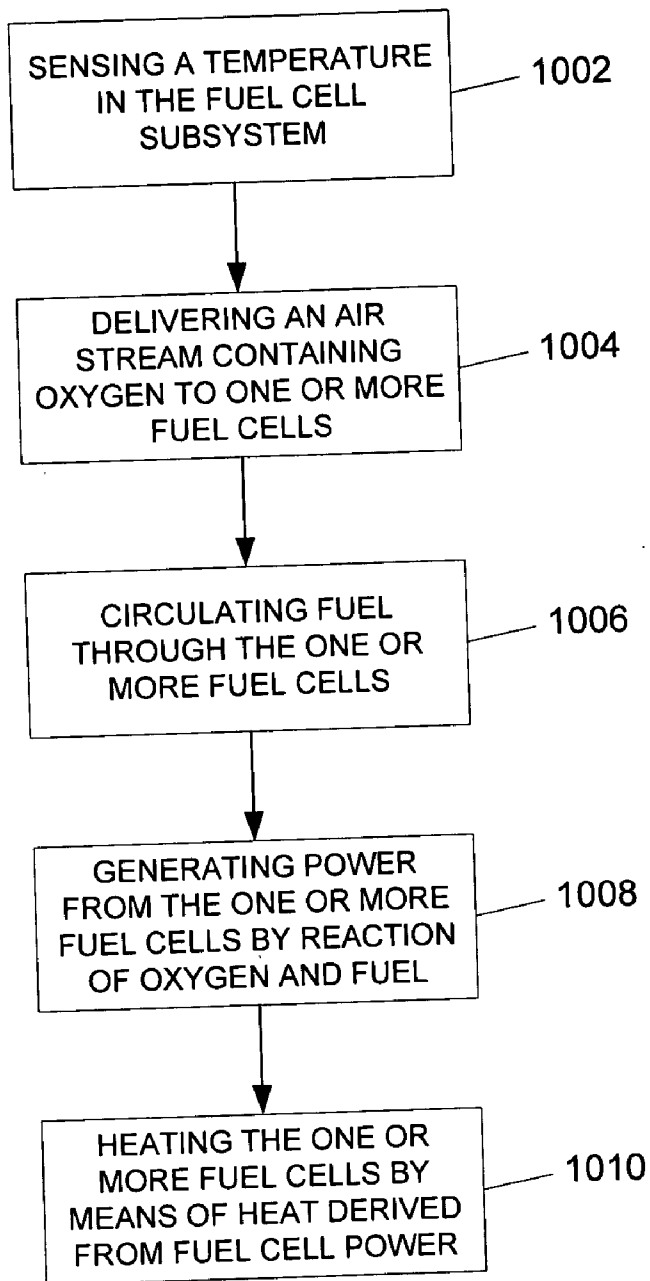 SENSING A TEMPERATURE
IN THE FUEL CELL
SUBSYSTEM
1002
DELIVERING AN AIR
STREAM CONTAINING
OXYGEN TO ONE OR MORE
FUEL CELLS
1004
CIRCULATING FUEL
THROUGH THE ONE OR
MORE FUEL CELLS
1006
GENERATING POWER
FROM THE ONE OR MORE
FUEL CELLS BY REACTION
OF OXYGEN AND FUEL
1008
HEATING THE ONE OR
MORE FUEL CELLS BY
MEANS OF HEAT DERIVED
FROM FUEL CELL POWER
1010